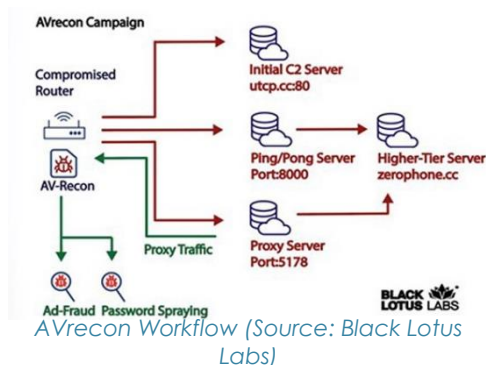 AVrecon Campaign
Compromised
Router
AV-Recon
Initial C2 Server
utcp.cc:80
Ping/Pong Server
Port:8000
Higher-Tier Server
zerophone.cc
Proxy Traffic
Proxy Server
Port:5178
Ad-Fraud
Password Spraying
BLACK
LOTUS LABS
AVrecon Workflow (Source: Black Lotus
Labs)